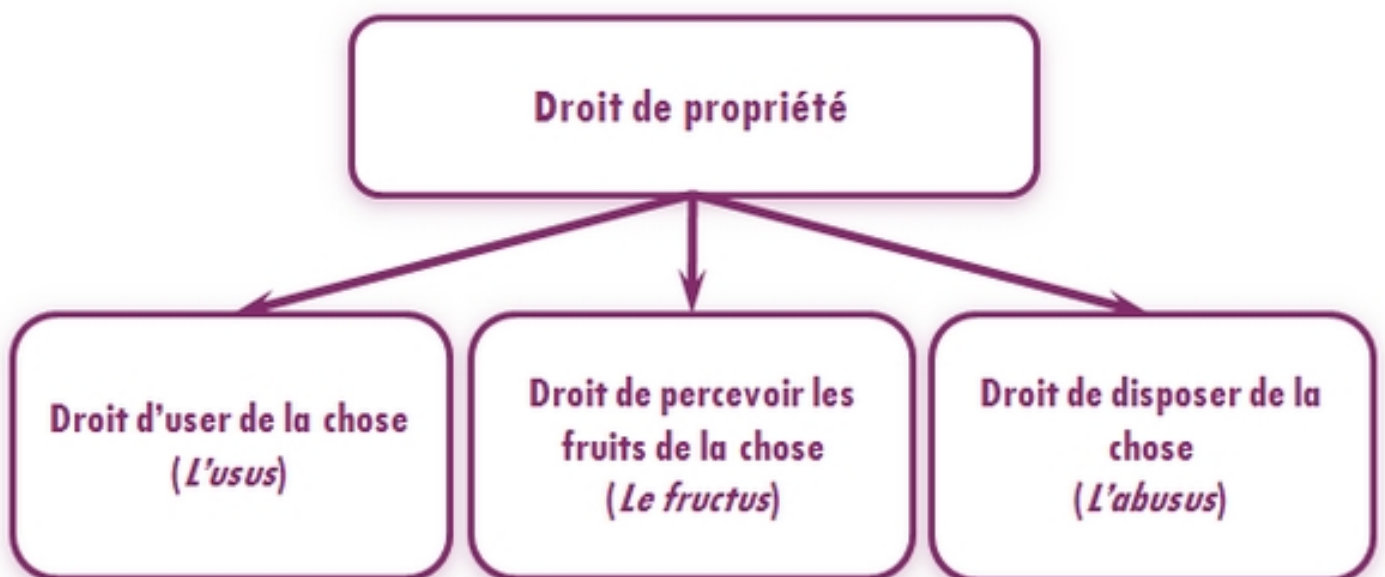 Droit de propriété
Droit d'user de la chose
(L'usus)
Droit de percevoir les
fruits de la chose
(Le fructus)
Droit de disposer de la
chose
(L'abusus)